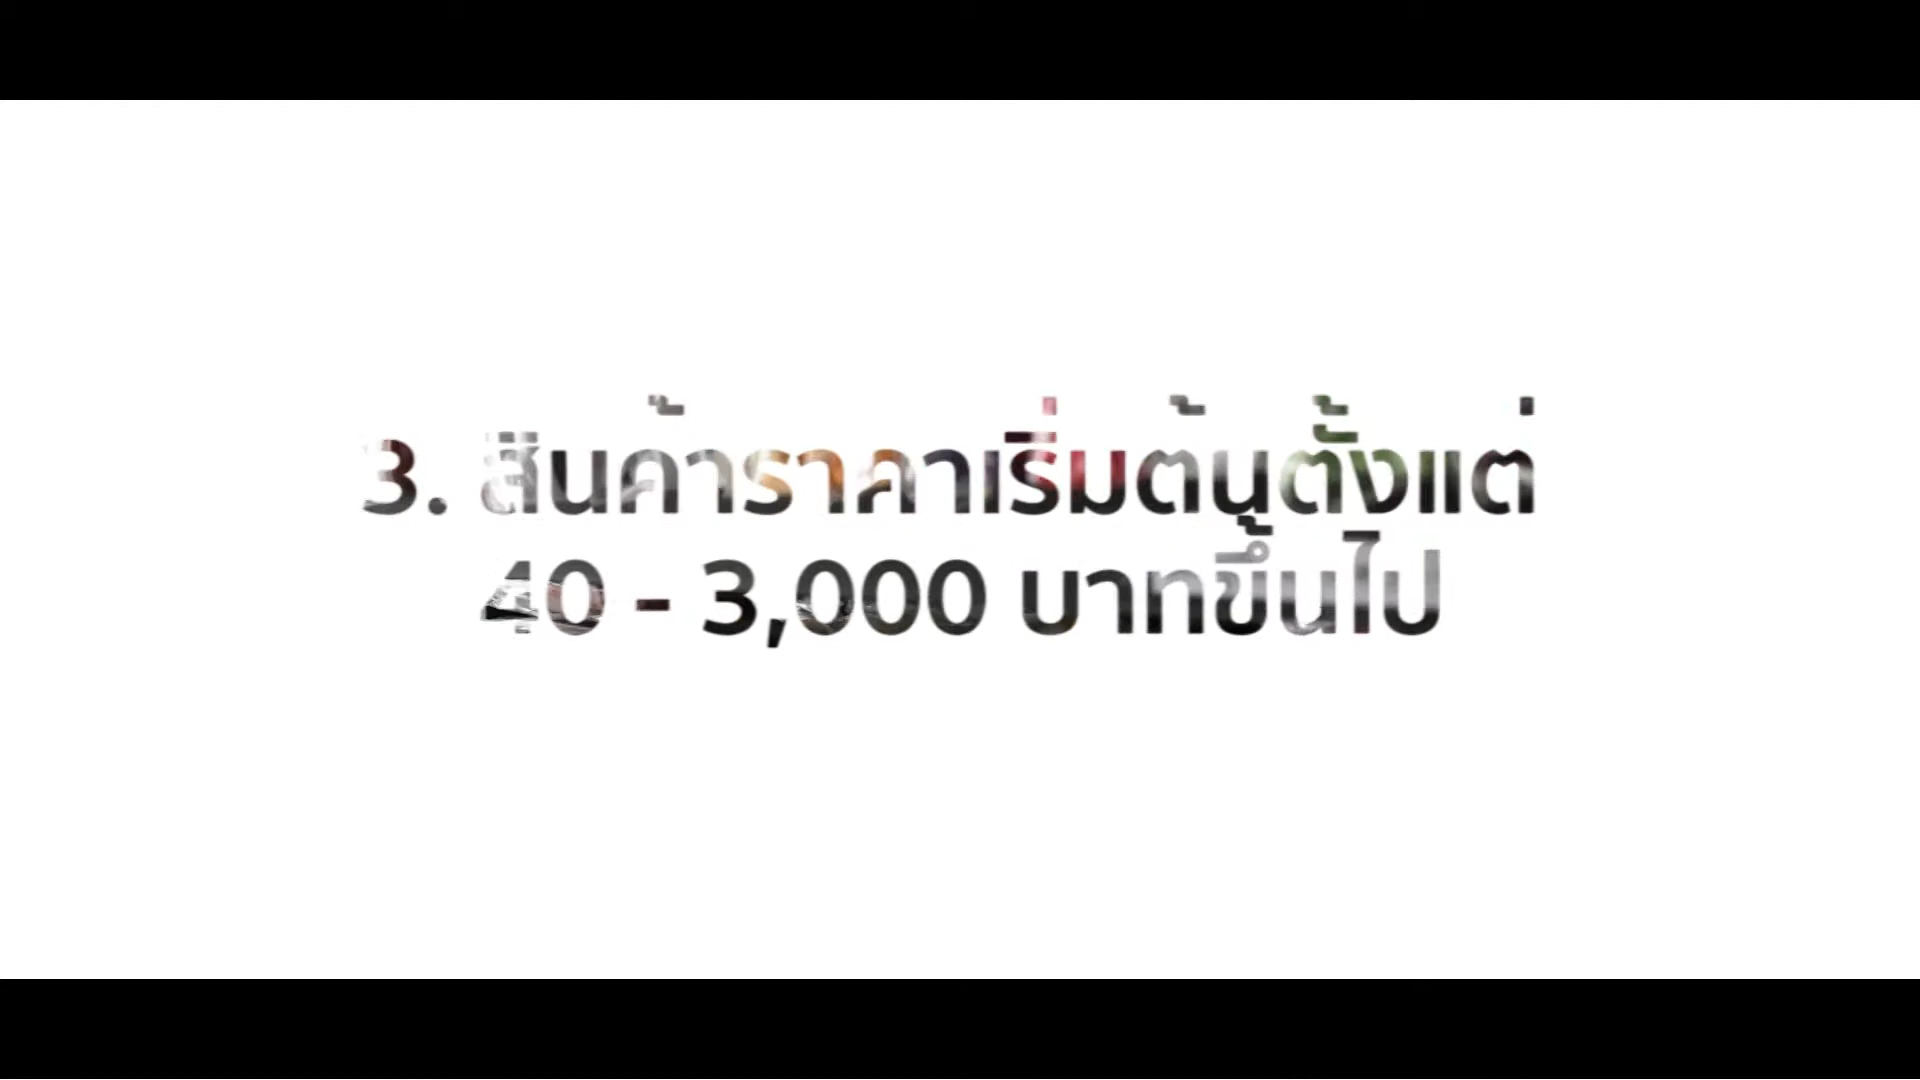 3. สินค้าราคาเริ่มต้นตั้งแต่
40 - 3,000 บาทขึ้นไป